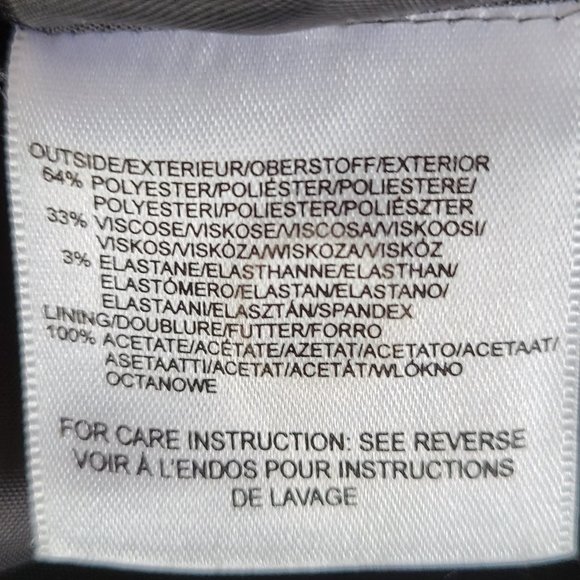 OUTSIDE/EXTERIEUR/OBERSTOFF/EXTERIOR
64% POLYESTER/POLIÉSTER/POLIESTERE/
POLYESTERI/POLIESTER/POLIÉSZTER
33% VISCOSE/VISKOSE/VISCOSA/VISKOOSI/
VISKOS/VISKÓZA/WISKOZA/VISKÓZ
3% ELASTANE/ELASTHANNE/ELASTHAN/
ELASTÓMERO/ELASTAN/ELASTANO/
ELASTAANI/ELASZTÁN/SPANDEX
LINING/DOUBLURE/FUTTER/FORRO
100% ACETATE/ACÉTATE/AZETAT/ACETATO/ACETAAT/
ASETAATTI/ACETAT/ACETÁT/WLÓKNO
OCTANOWE
FOR CARE INSTRUCTION: SEE REVERSE
VOIR À L'ENDOS POUR INSTRUCTIONS
DE LAVAGE